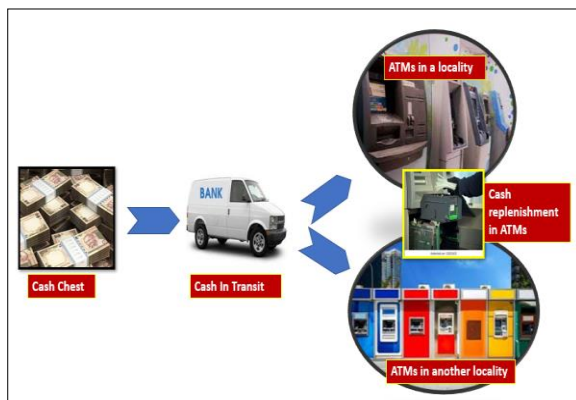 ATMs in a locality
BANK
Cash
replenishment
in ATMs
Cash Chest
Cash In Transit
ATMs in another locality